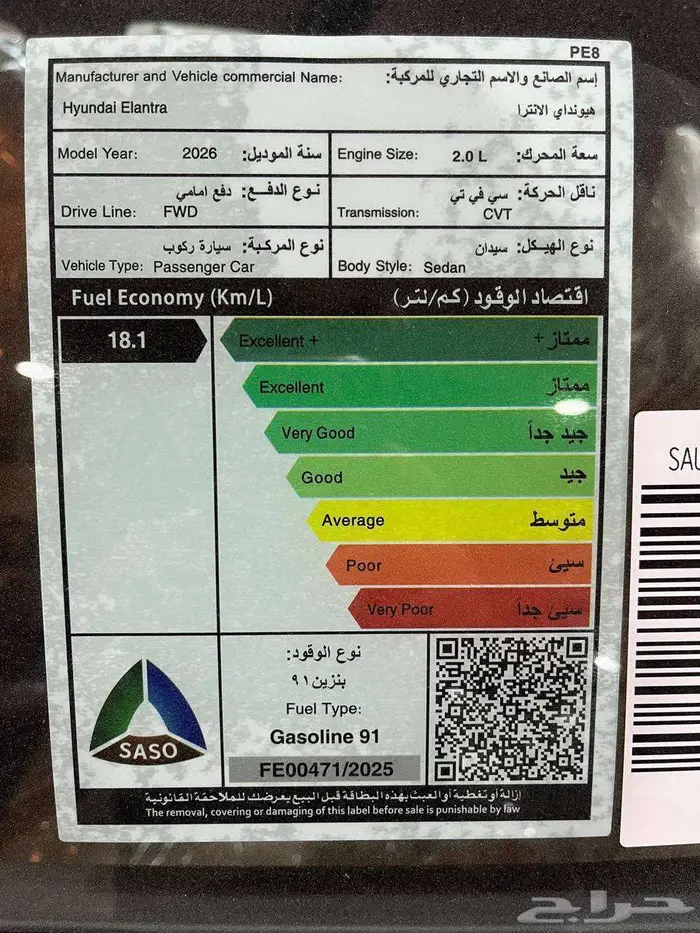 PE8
Manufacturer and Vehicle commercial Name: إسم الصانع والاسم التجاري للمركبة:
Hyundai Elantra هيونداي الانترا
Model Year: 2026 سنة الموديل: Engine Size: 2.0 L سعة المحرك:
نوع الدفع: دفع امامي
Drive Line: FWD
ناقل الحركة: سي في تي
Transmission: CVT
نوع المركبة: سيارة ركوب
Vehicle Type: Passenger Car
نوع الهيكل: سيدان
Body Style: Sedan
Fuel Economy (Km/L) اقتصاد الوقود (كم/لتر)
18.1 Excellent + ممتاز +
Excellent ممتاز
Very Good جيد جداً
Good جيد
Average متوسط
Poor سيئ
Very Poor سيئ جداً
SASO
نوع الوقود:
بنزين ٩١
Fuel Type:
Gasoline 91
FE00471/2025
إزالة أو تغطية أو العبث بهذه البطاقة قبل البيع يعرضك للملاحقة القانونية
The removal, covering or damaging of this label before sale is punishable by law
SAU
حراج